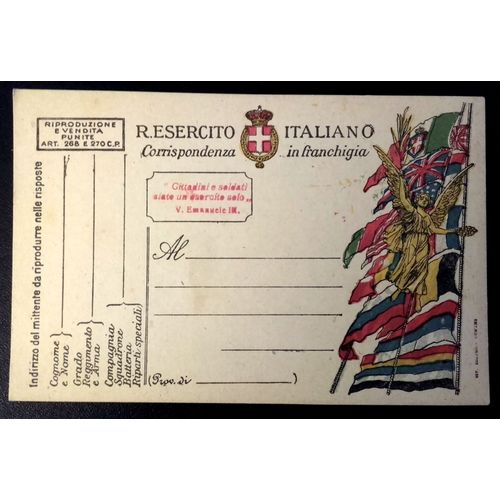 RIPRODUZIONE
E VENDITA
PUNITE
ART. 268 E 270 C.P.
R. ESERCITO ITALIANO
Corrispondenza in franchigia
"Cittadini e soldati
siate un esercito solo"
V. Emanuele III.
Al
(Prov. di )
Indirizzo del mittente da riprodurre nelle risposte
Cognome
e Nome
Grado
Reggimento
e Arma
Compagnia
Squadrone
Batteria
Riparti speciali